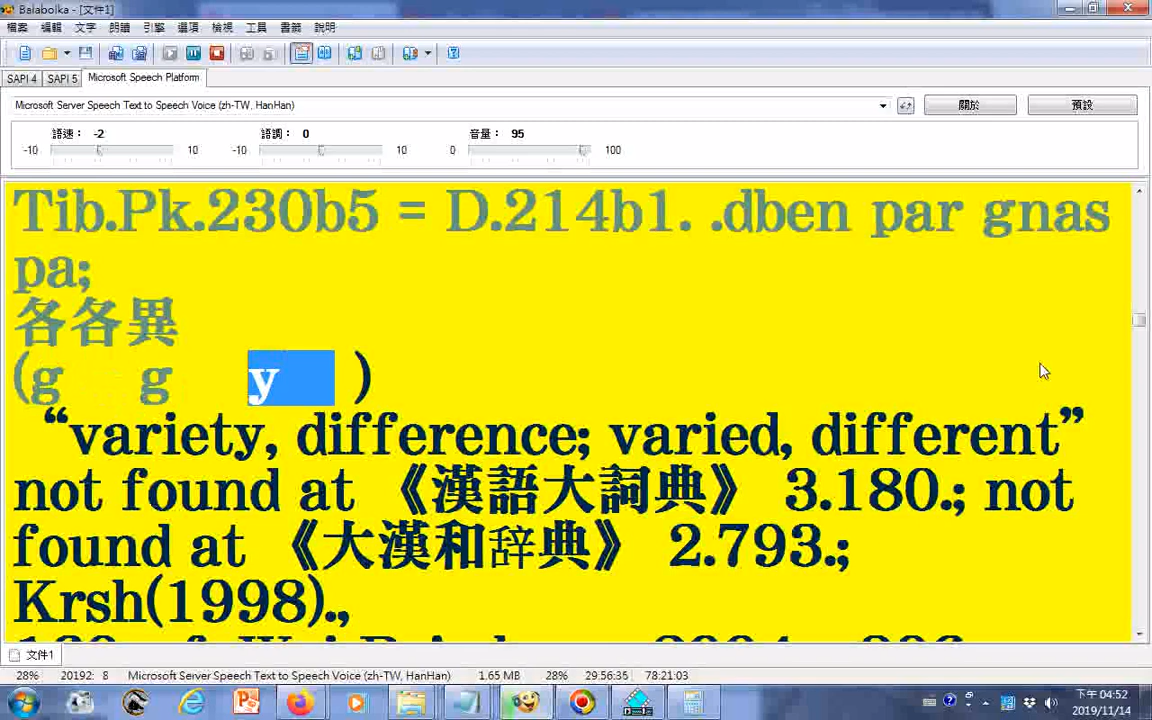 Balabolka - [文件1]
檔案 編輯 文字 朗讀 引擎 選項 檢視 工具 書籤 說明
SAPI 4 SAPI 5 Microsoft Speech Platform
Microsoft Server Speech Text to Speech Voice (zh-TW, HanHan) 關於 預設
語速： -2 語調： 0 音量： 95
-10 10 -10 10 0 100
Tib.Pk.230b5 = D.214b1. .dben par gnas
pa;
各各異
(g g y )
“variety, difference; varied, different”
not found at 《漢語大詞典》 3.180.; not
found at 《大漢和辞典》 2.793.;
Krsh(1998).,
文件1
28% 20192: 8 Microsoft Server Speech Text to Speech Voice (zh-TW, HanHan) 1.65 MB 28% 29:56:35 78:21:03
下午 04:52
2019/11/14